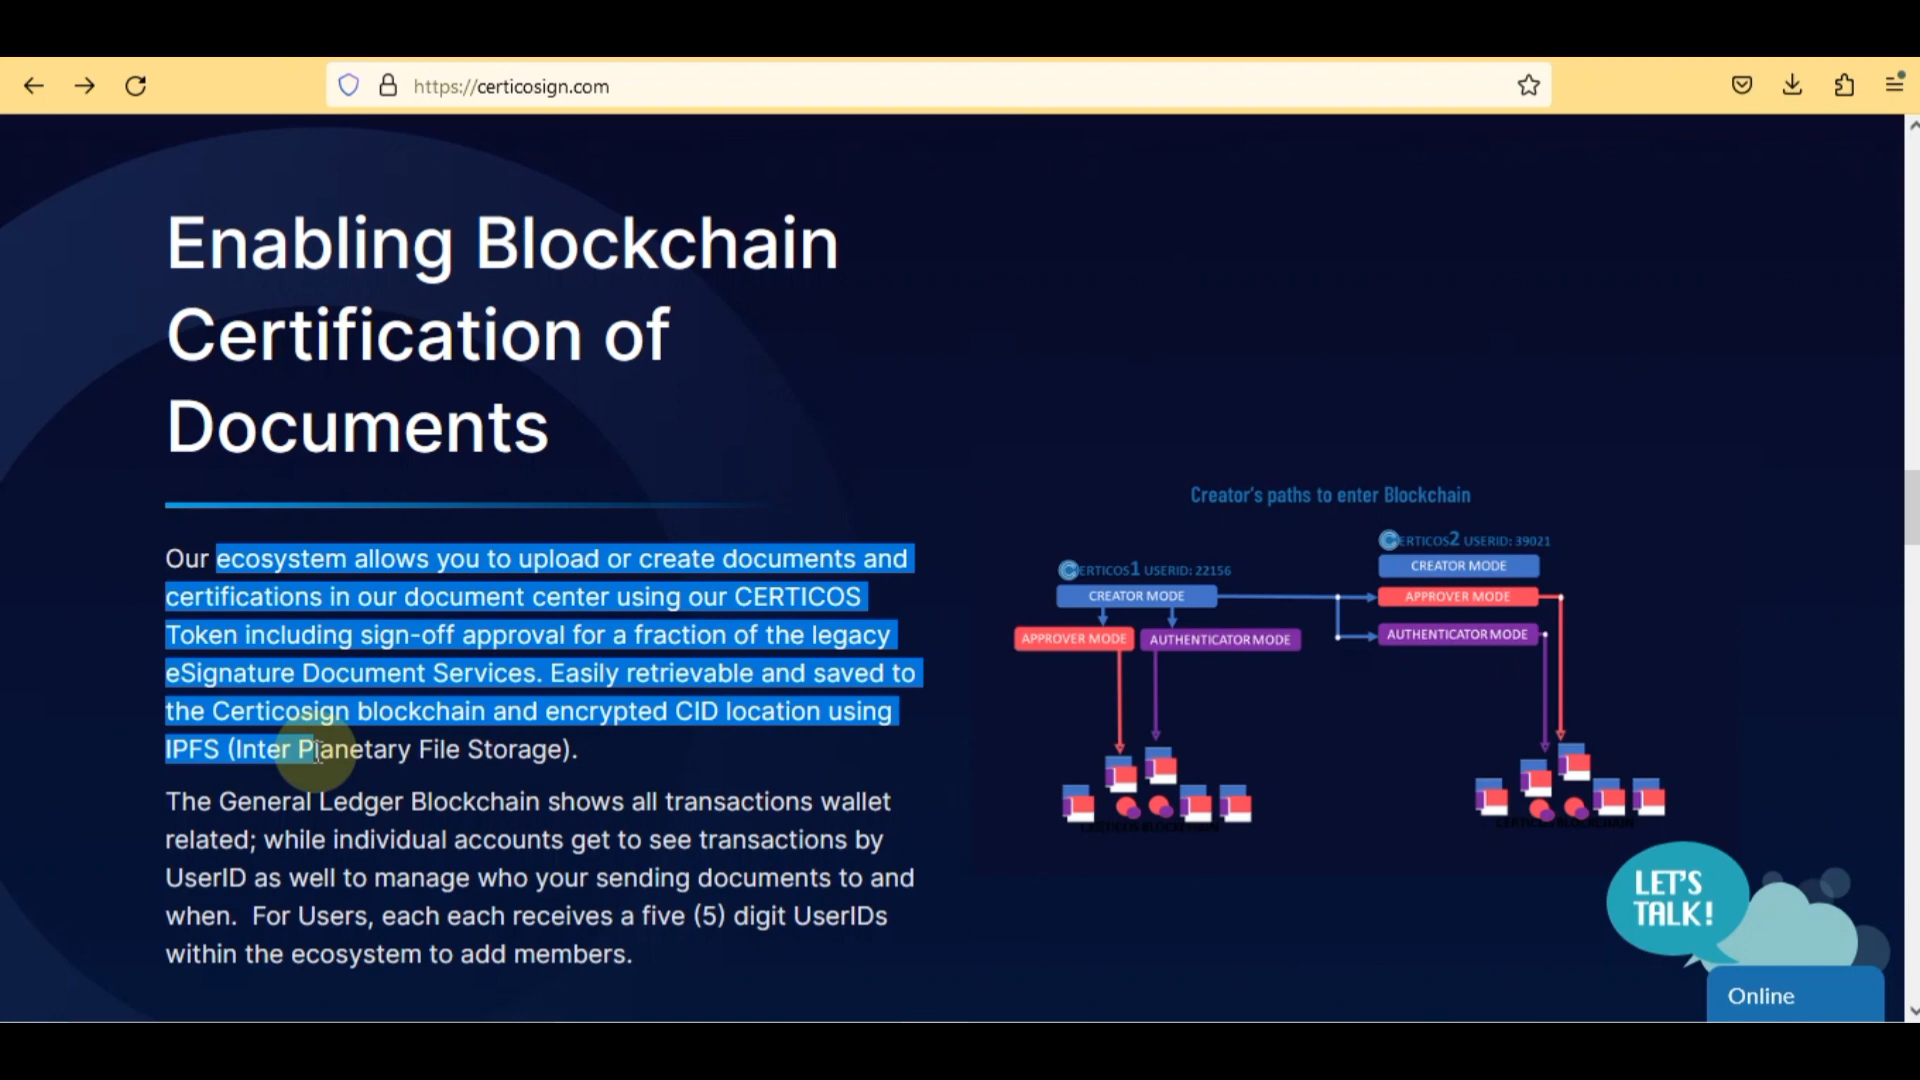 https://certicosign.com
Enabling Blockchain
Certification of
Documents
Our ecosystem allows you to upload or create documents and
certifications in our document center using our CERTICOS
Token including sign-off approval for a fraction of the legacy
eSignature Document Services. Easily retrievable and saved to
the Certicosign blockchain and encrypted CID location using
IPFS (Inter Planetary File Storage).
The General Ledger Blockchain shows all transactions wallet
related; while individual accounts get to see transactions by
UserID as well to manage who your sending documents to and
when.  For Users, each each receives a five (5) digit UserIDs
within the ecosystem to add members.
Creator's paths to enter Blockchain
CERTICOS1 USERID: 22156
CREATOR MODE
APPROVER MODE
AUTHENTICATOR MODE
CERTICOS2 USERID: 39021
CREATOR MODE
APPROVER MODE
AUTHENTICATOR MODE
LET'S
TALK!
Online